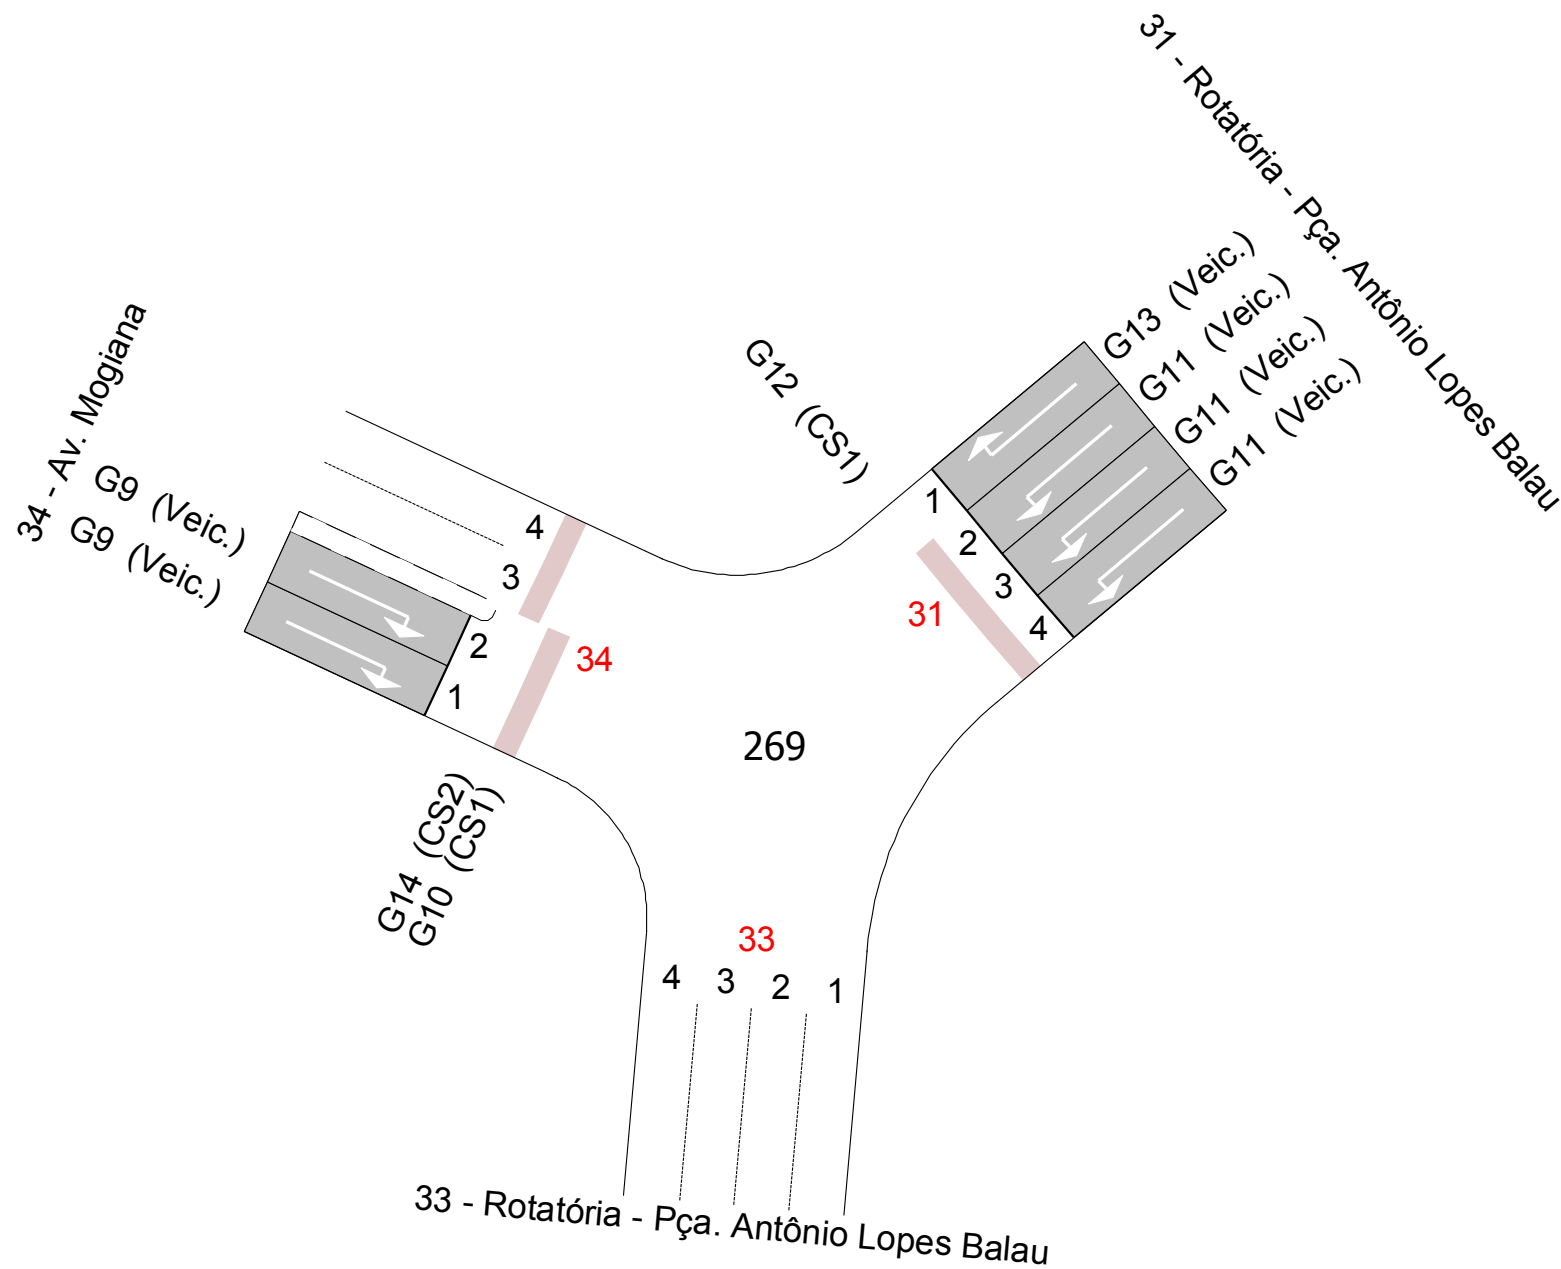 31 - Rotatória - Pça. Antônio Lopes Balau
G13 (Veic.)
G11 (Veic.)
G11 (Veic.)
G11 (Veic.)
G12 (CS1)
34 - Av. Mogiana
G9 (Veic.)
G9 (Veic.)
1
2
3
4
31
4
3
2
1
34
269
G14 (CS2)
G10 (CS1)
33
4 3 2 1
33 - Rotatória - Pça. Antônio Lopes Balau